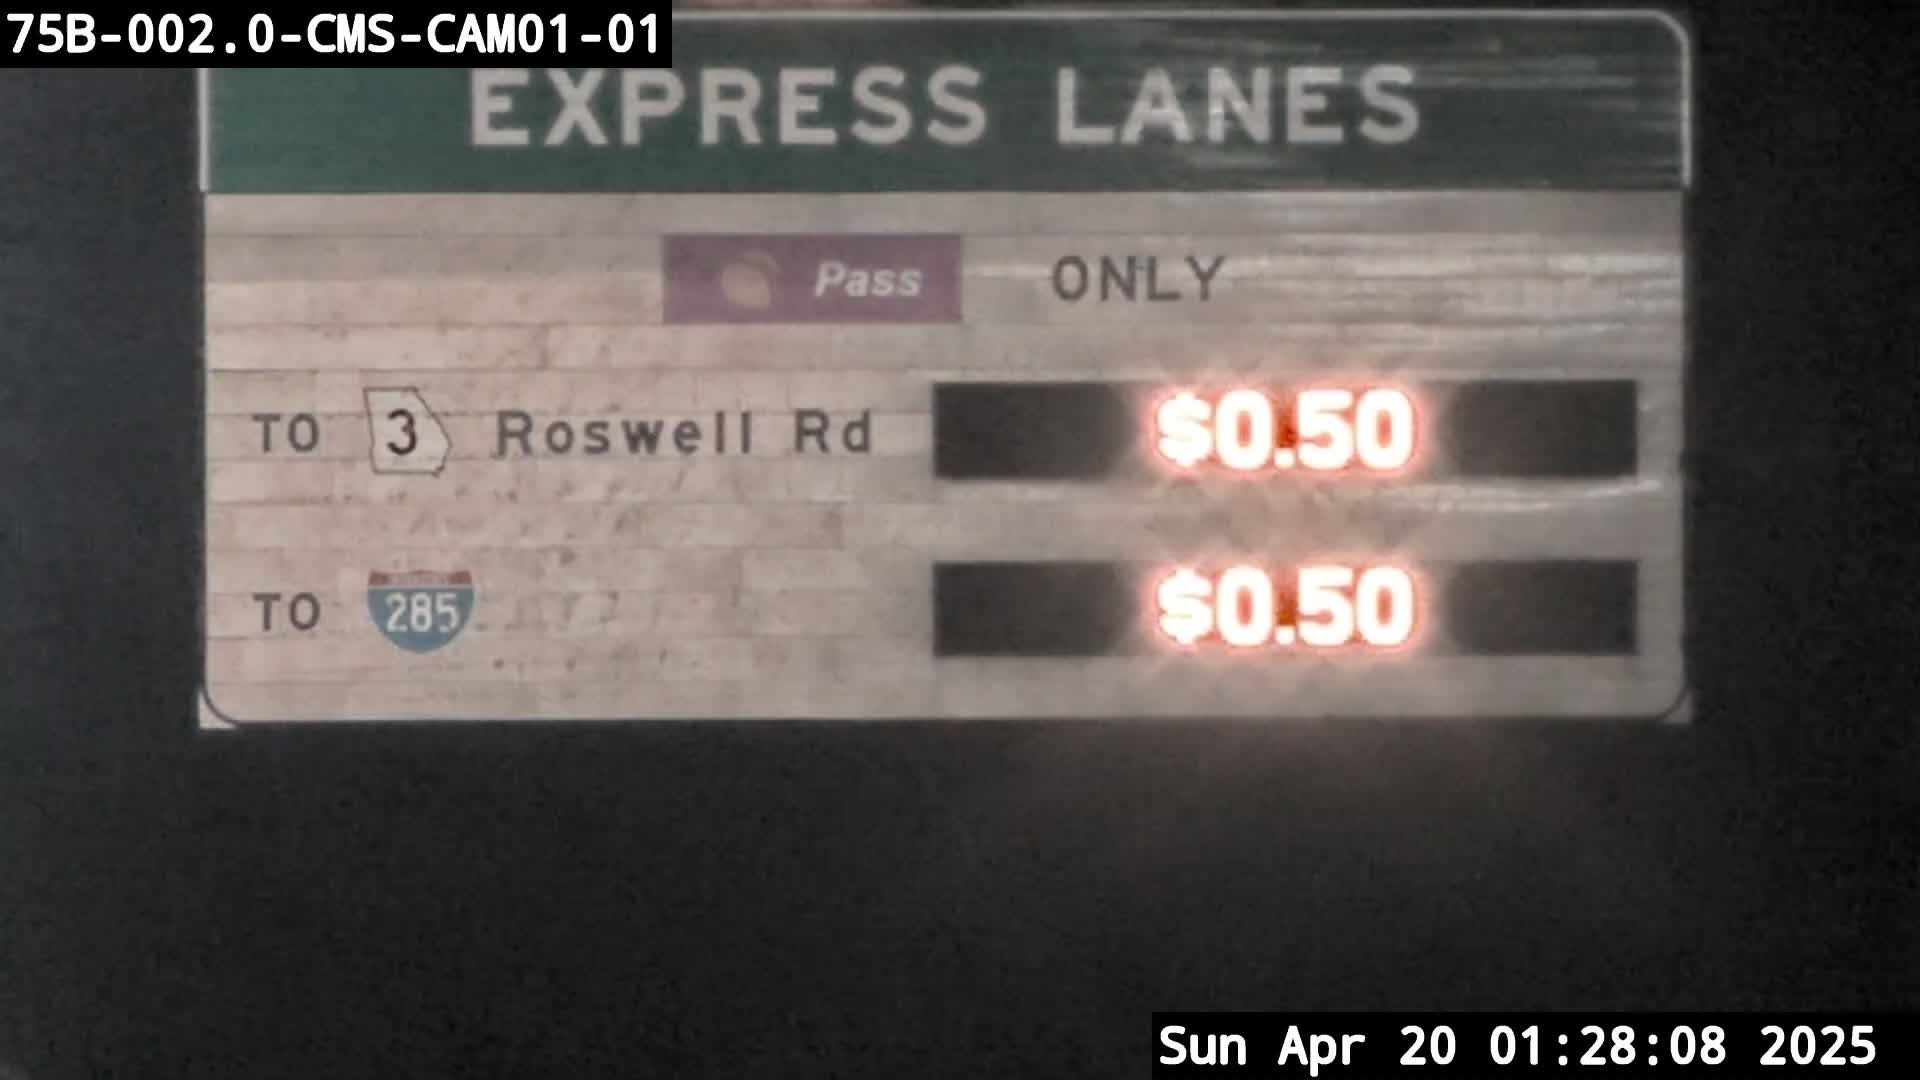 75B-002.0-CMS-CAM01-01
EXPRESS LANES
Pass ONLY
TO 3 Roswell Rd $0.50
TO 285 $0.50
Sun Apr 20 01:28:08 2025